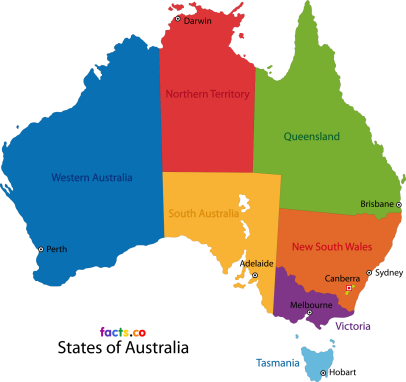 Darwin
Northern Territory
Queensland
Western Australia
Brisbane
South Australia
New South Wales
Perth
Adelaide
Sydney
Canberra
Melbourne
Victoria
facts.co
States of Australia
Tasmania
Hobart